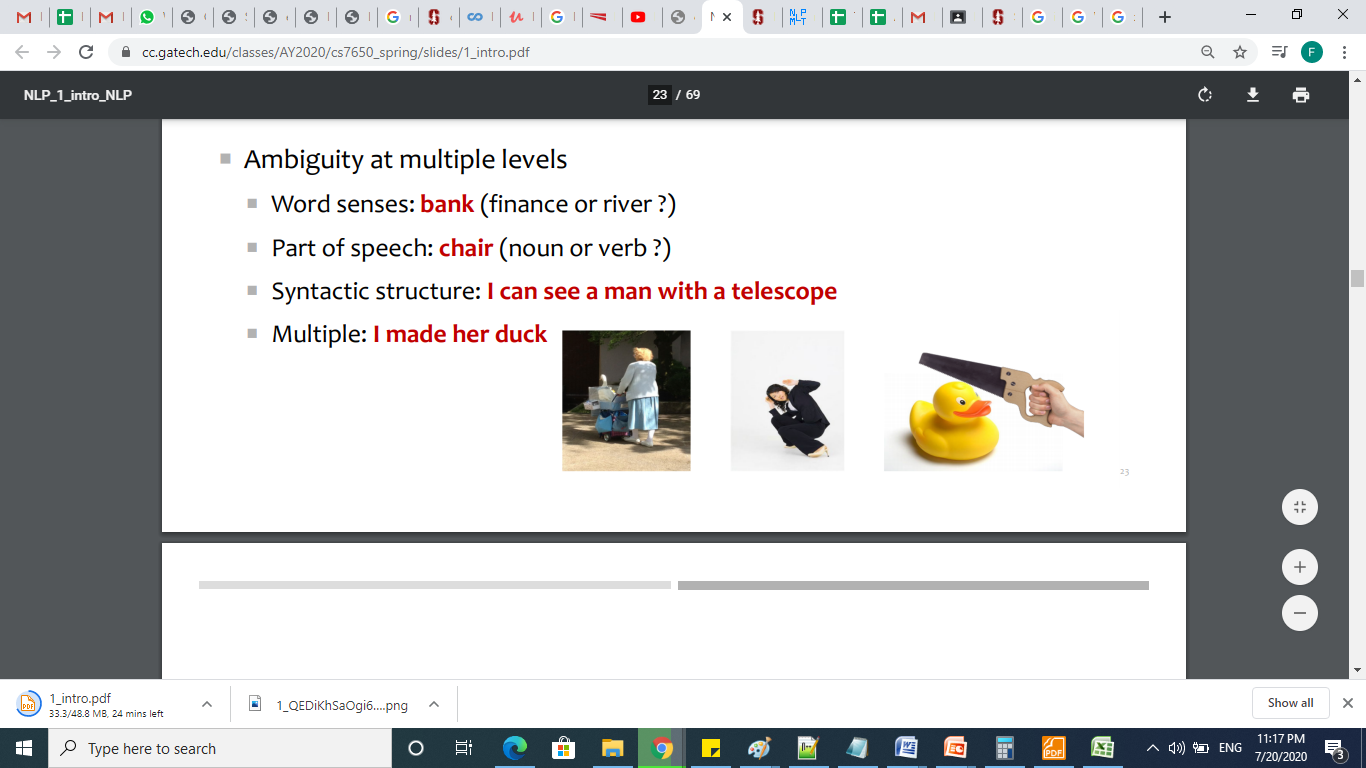 cc.gatech.edu/classes/AY2020/cs7650_spring/slides/1_intro.pdf
F
NLP_1_intro_NLP
23 / 69
Ambiguity at multiple levels
Word senses: bank (finance or river ?)
Part of speech: chair (noun or verb ?)
Syntactic structure: I can see a man with a telescope
Multiple: I made her duck
23
1_intro.pdf
33.3/48.8 MB, 24 mins left
1_QEDiKhSaOgi6....png
Show all
Type here to search
ENG
11:17 PM
7/20/2020
3